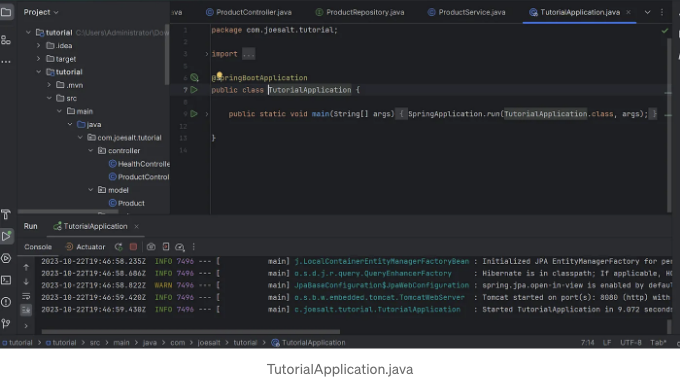 Project
tutorial C:\Users\Administrator\Dow
.idea
target
tutorial
.mvn
src
main
java
com.joesalt.tutorial
controller
HealthController
ProductControl
model
Product
.java
ProductController.java
ProductRepository.java
ProductService.java
TutorialApplication.java
1 package com.joesalt.tutorial;
2
3 import ...
5
6 @SpringBootApplication
7 public class TutorialApplication {
8
9 public static void main(String[] args) { SpringApplication.run(TutorialApplication.class, args); }
12
13 }
14
Run TutorialApplication
Console Actuator
2023-10-22T19:46:58.235Z INFO 7496 --- [ main] j.LocalContainerEntityManagerFactoryBean : Initialized JPA EntityManagerFactory for per
2023-10-22T19:46:58.686Z INFO 7496 --- [ main] o.s.d.j.r.query.QueryEnhancerFactory : Hibernate is in classpath; If applicable, HQ
2023-10-22T19:46:58.822Z WARN 7496 --- [ main] JpaBaseConfiguration$JpaWebConfiguration : spring.jpa.open-in-view is enabled by defaul
2023-10-22T19:46:59.420Z INFO 7496 --- [ main] o.s.b.w.embedded.tomcat.TomcatWebServer : Tomcat started on port(s): 8080 (http) with
2023-10-22T19:46:59.438Z INFO 7496 --- [ main] c.joesalt.tutorial.TutorialApplication : Started TutorialApplication in 9.072 seconds
tutorial > tutorial > src > main > java > com > joesalt > tutorial > TutorialApplication
7:14 LF UTF-8 Tab
TutorialApplication.java